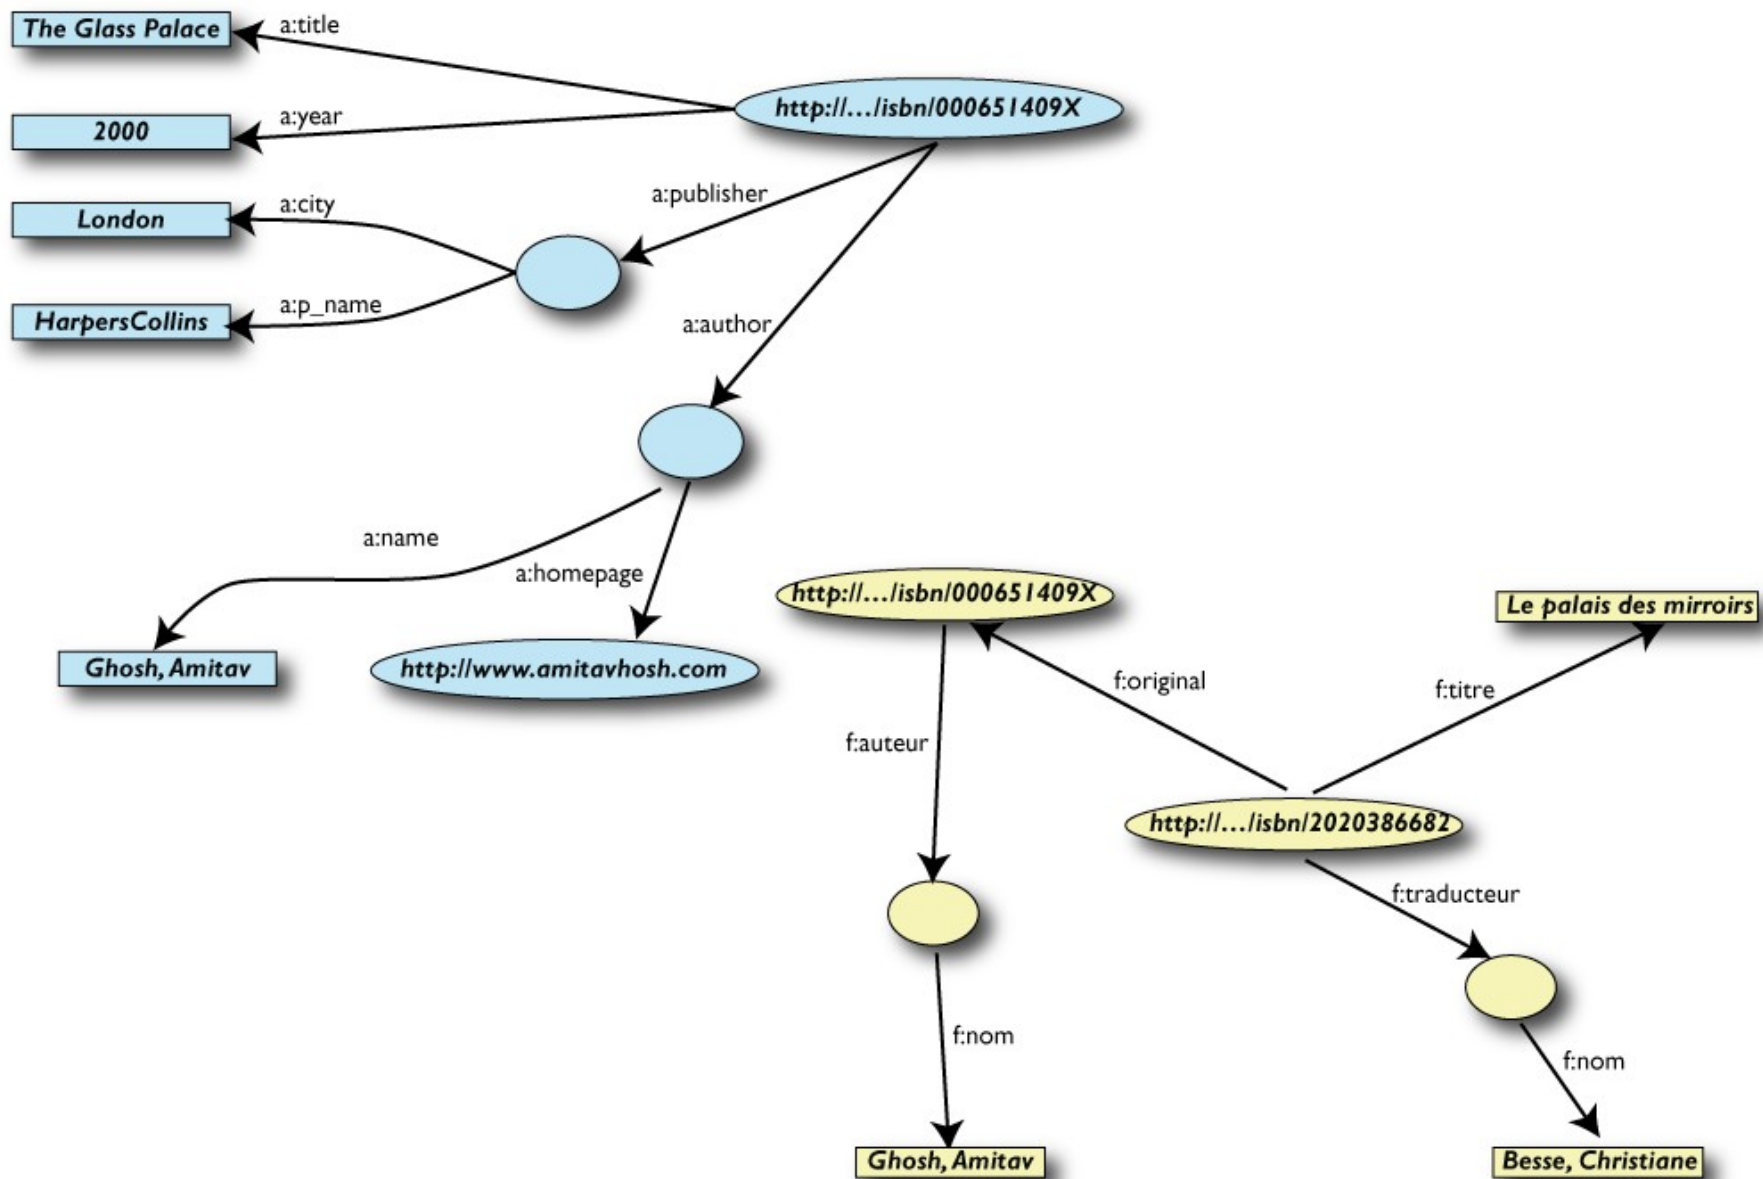 The Glass Palace
a:title
http://.../isbn/000651409X
2000
a:year
a:publisher
London
a:city
HarpersCollins
a:p_name
a:author
a:name
a:homepage
Ghosh, Amitav
http://www.amitavhosh.com
http://.../isbn/000651409X
Le palais des mirroirs
f:original
f:titre
f:auteur
http://.../isbn/2020386682
f:traducteur
f:nom
f:nom
Ghosh, Amitav
Besse, Christiane